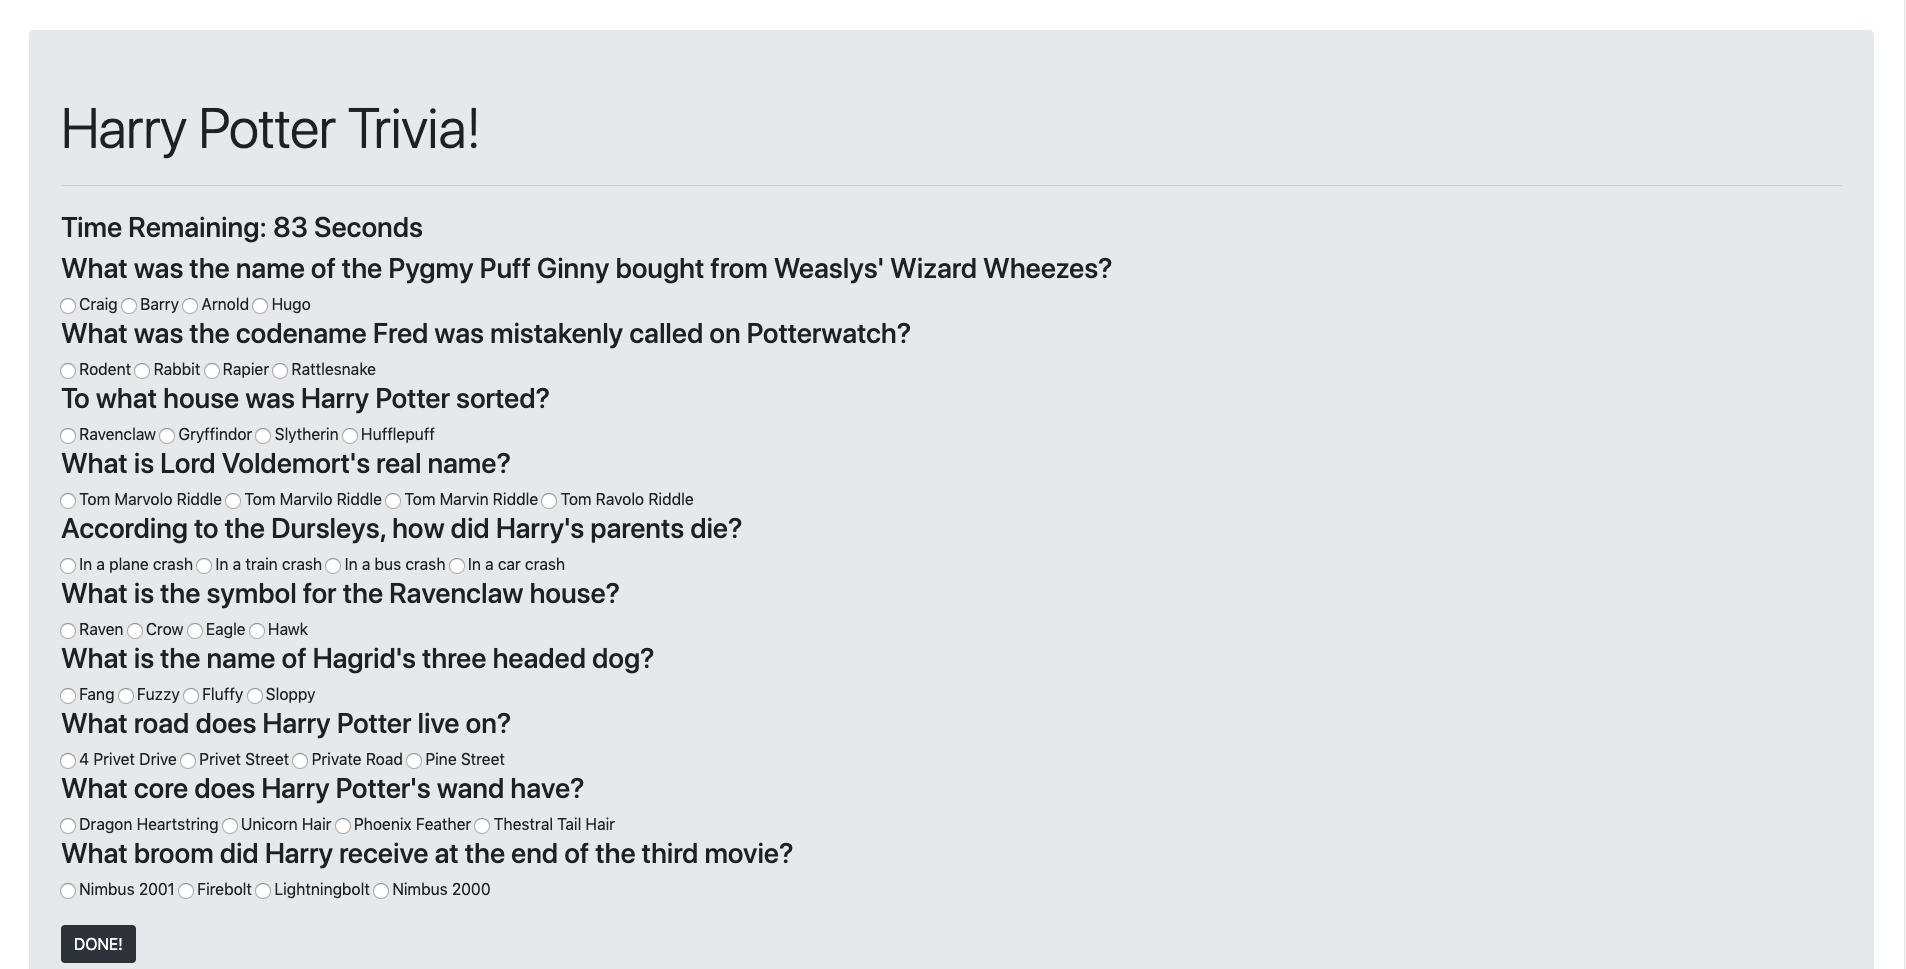 Harry Potter Trivia!
Time Remaining: 83 Seconds
What was the name of the Pygmy Puff Ginny bought from Weaslys' Wizard Wheezes?
Craig Barry Arnold Hugo
What was the codename Fred was mistakenly called on Potterwatch?
Rodent Rabbit Rapier Rattlesnake
To what house was Harry Potter sorted?
Ravenclaw Gryffindor Slytherin Hufflepuff
What is Lord Voldemort's real name?
Tom Marvolo Riddle Tom Marvilo Riddle Tom Marvin Riddle Tom Ravolo Riddle
According to the Dursleys, how did Harry's parents die?
In a plane crash In a train crash In a bus crash In a car crash
What is the symbol for the Ravenclaw house?
Raven Crow Eagle Hawk
What is the name of Hagrid's three headed dog?
Fang Fuzzy Fluffy Sloppy
What road does Harry Potter live on?
4 Privet Drive Privet Street Private Road Pine Street
What core does Harry Potter's wand have?
Dragon Heartstring Unicorn Hair Phoenix Feather Thestral Tail Hair
What broom did Harry receive at the end of the third movie?
Nimbus 2001 Firebolt Lightningbolt Nimbus 2000
DONE!